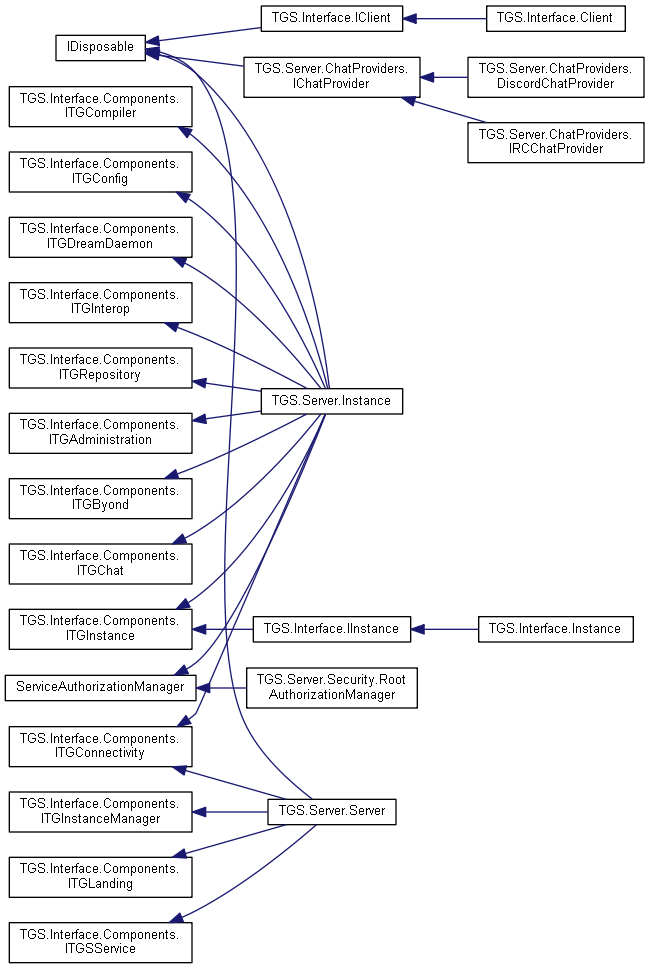 TGS.Interface.IClient
TGS.Interface.Client
IDisposable
TGS.Server.ChatProviders.
IChatProvider
TGS.Server.ChatProviders.
DiscordChatProvider
TGS.Server.ChatProviders.
IRCChatProvider
TGS.Interface.Components.
ITGCompiler
TGS.Interface.Components.
ITGConfig
TGS.Interface.Components.
ITGDreamDaemon
TGS.Interface.Components.
ITGInterop
TGS.Interface.Components.
ITGRepository
TGS.Server.Instance
TGS.Interface.Components.
ITGAdministration
TGS.Interface.Components.
ITGByond
TGS.Interface.Components.
ITGChat
TGS.Interface.Components.
ITGInstance
TGS.Interface.IInstance
TGS.Interface.Instance
ServiceAuthorizationManager
TGS.Server.Security.Root
AuthorizationManager
TGS.Interface.Components.
ITGConnectivity
TGS.Interface.Components.
ITGInstanceManager
TGS.Server.Server
TGS.Interface.Components.
ITGLanding
TGS.Interface.Components.
ITGSService